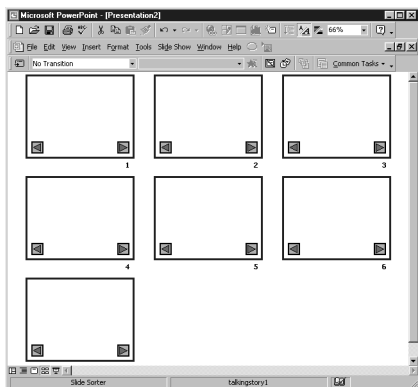 Microsoft PowerPoint - [Presentation2]
66%
File Edit View Insert Format Tools Slide Show Window Help
No Transition Common Tasks
1 2 3
4 5 6
Slide Sorter talkingstory1